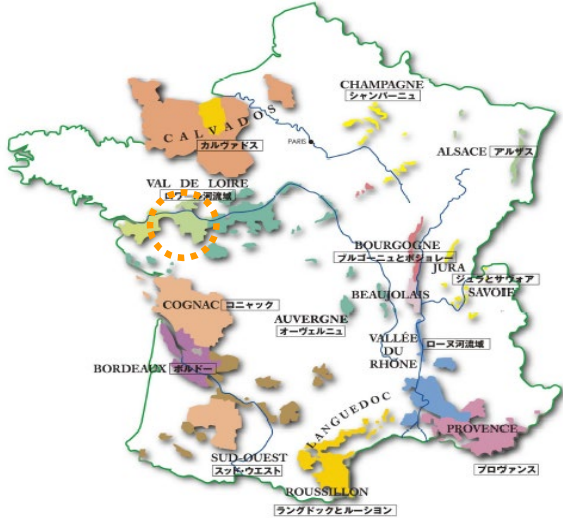 CHAMPAGNE
シャンパーニュ
CALVADOS
カルヴァドス
PARIS
ALSACE アルザス
VAL DE LOIRE
ロワール河流域
BOURGOGNE
ブルゴーニュとボジョレー
JURA
ジュラとサヴォア
SAVOIE
BEAUJOLAIS
COGNAC コニャック
AUVERGNE
オーヴェルニュ
VALLÉE
DU
RHÔNE
ローヌ河流域
BORDEAUX ボルドー
LANGUEDOC
PROVENCE
プロヴァンス
SUD-OUEST
スッド・ウエスト
ROUSSILLON
ラングドックとルーション